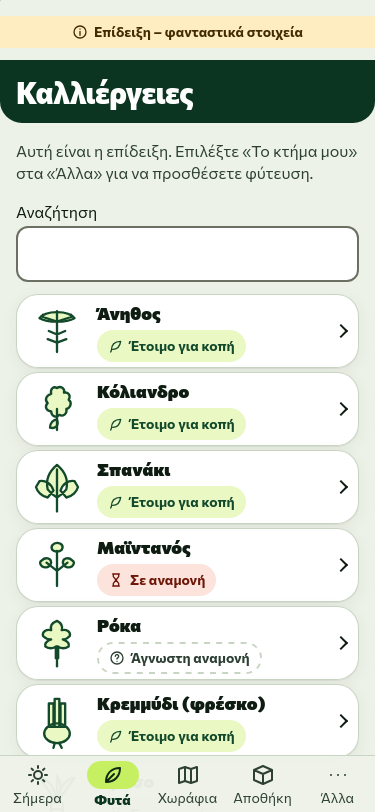 Επίδειξη – φανταστικά στοιχεία
Καλλιέργειες
Αυτή είναι η επίδειξη. Επιλέξτε «Το κτήμα μου»
στα «Άλλα» για να προσθέσετε φύτευση.
Αναζήτηση
Άνηθος
Έτοιμο για κοπή
Κόλιανδρο
Έτοιμο για κοπή
Σπανάκι
Έτοιμο για κοπή
Μαϊντανός
Σε αναμονή
Ρόκα
Άγνωστη αναμονή
Κρεμμύδι (φρέσκο)
Έτοιμο για κοπή
Σήμερα
Φυτά
Χωράφια
Αποθήκη
Άλλα